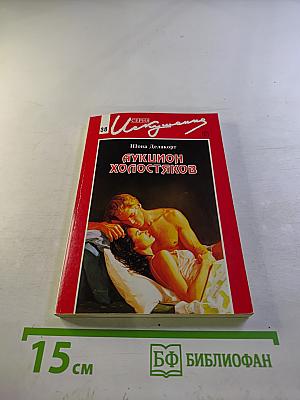 СЕРИЯ
Искушение
38
Шона Делакорт
АУКЦИОН
ХОЛОСТЯКОВ
15 см
БФ БИБЛИОФАН